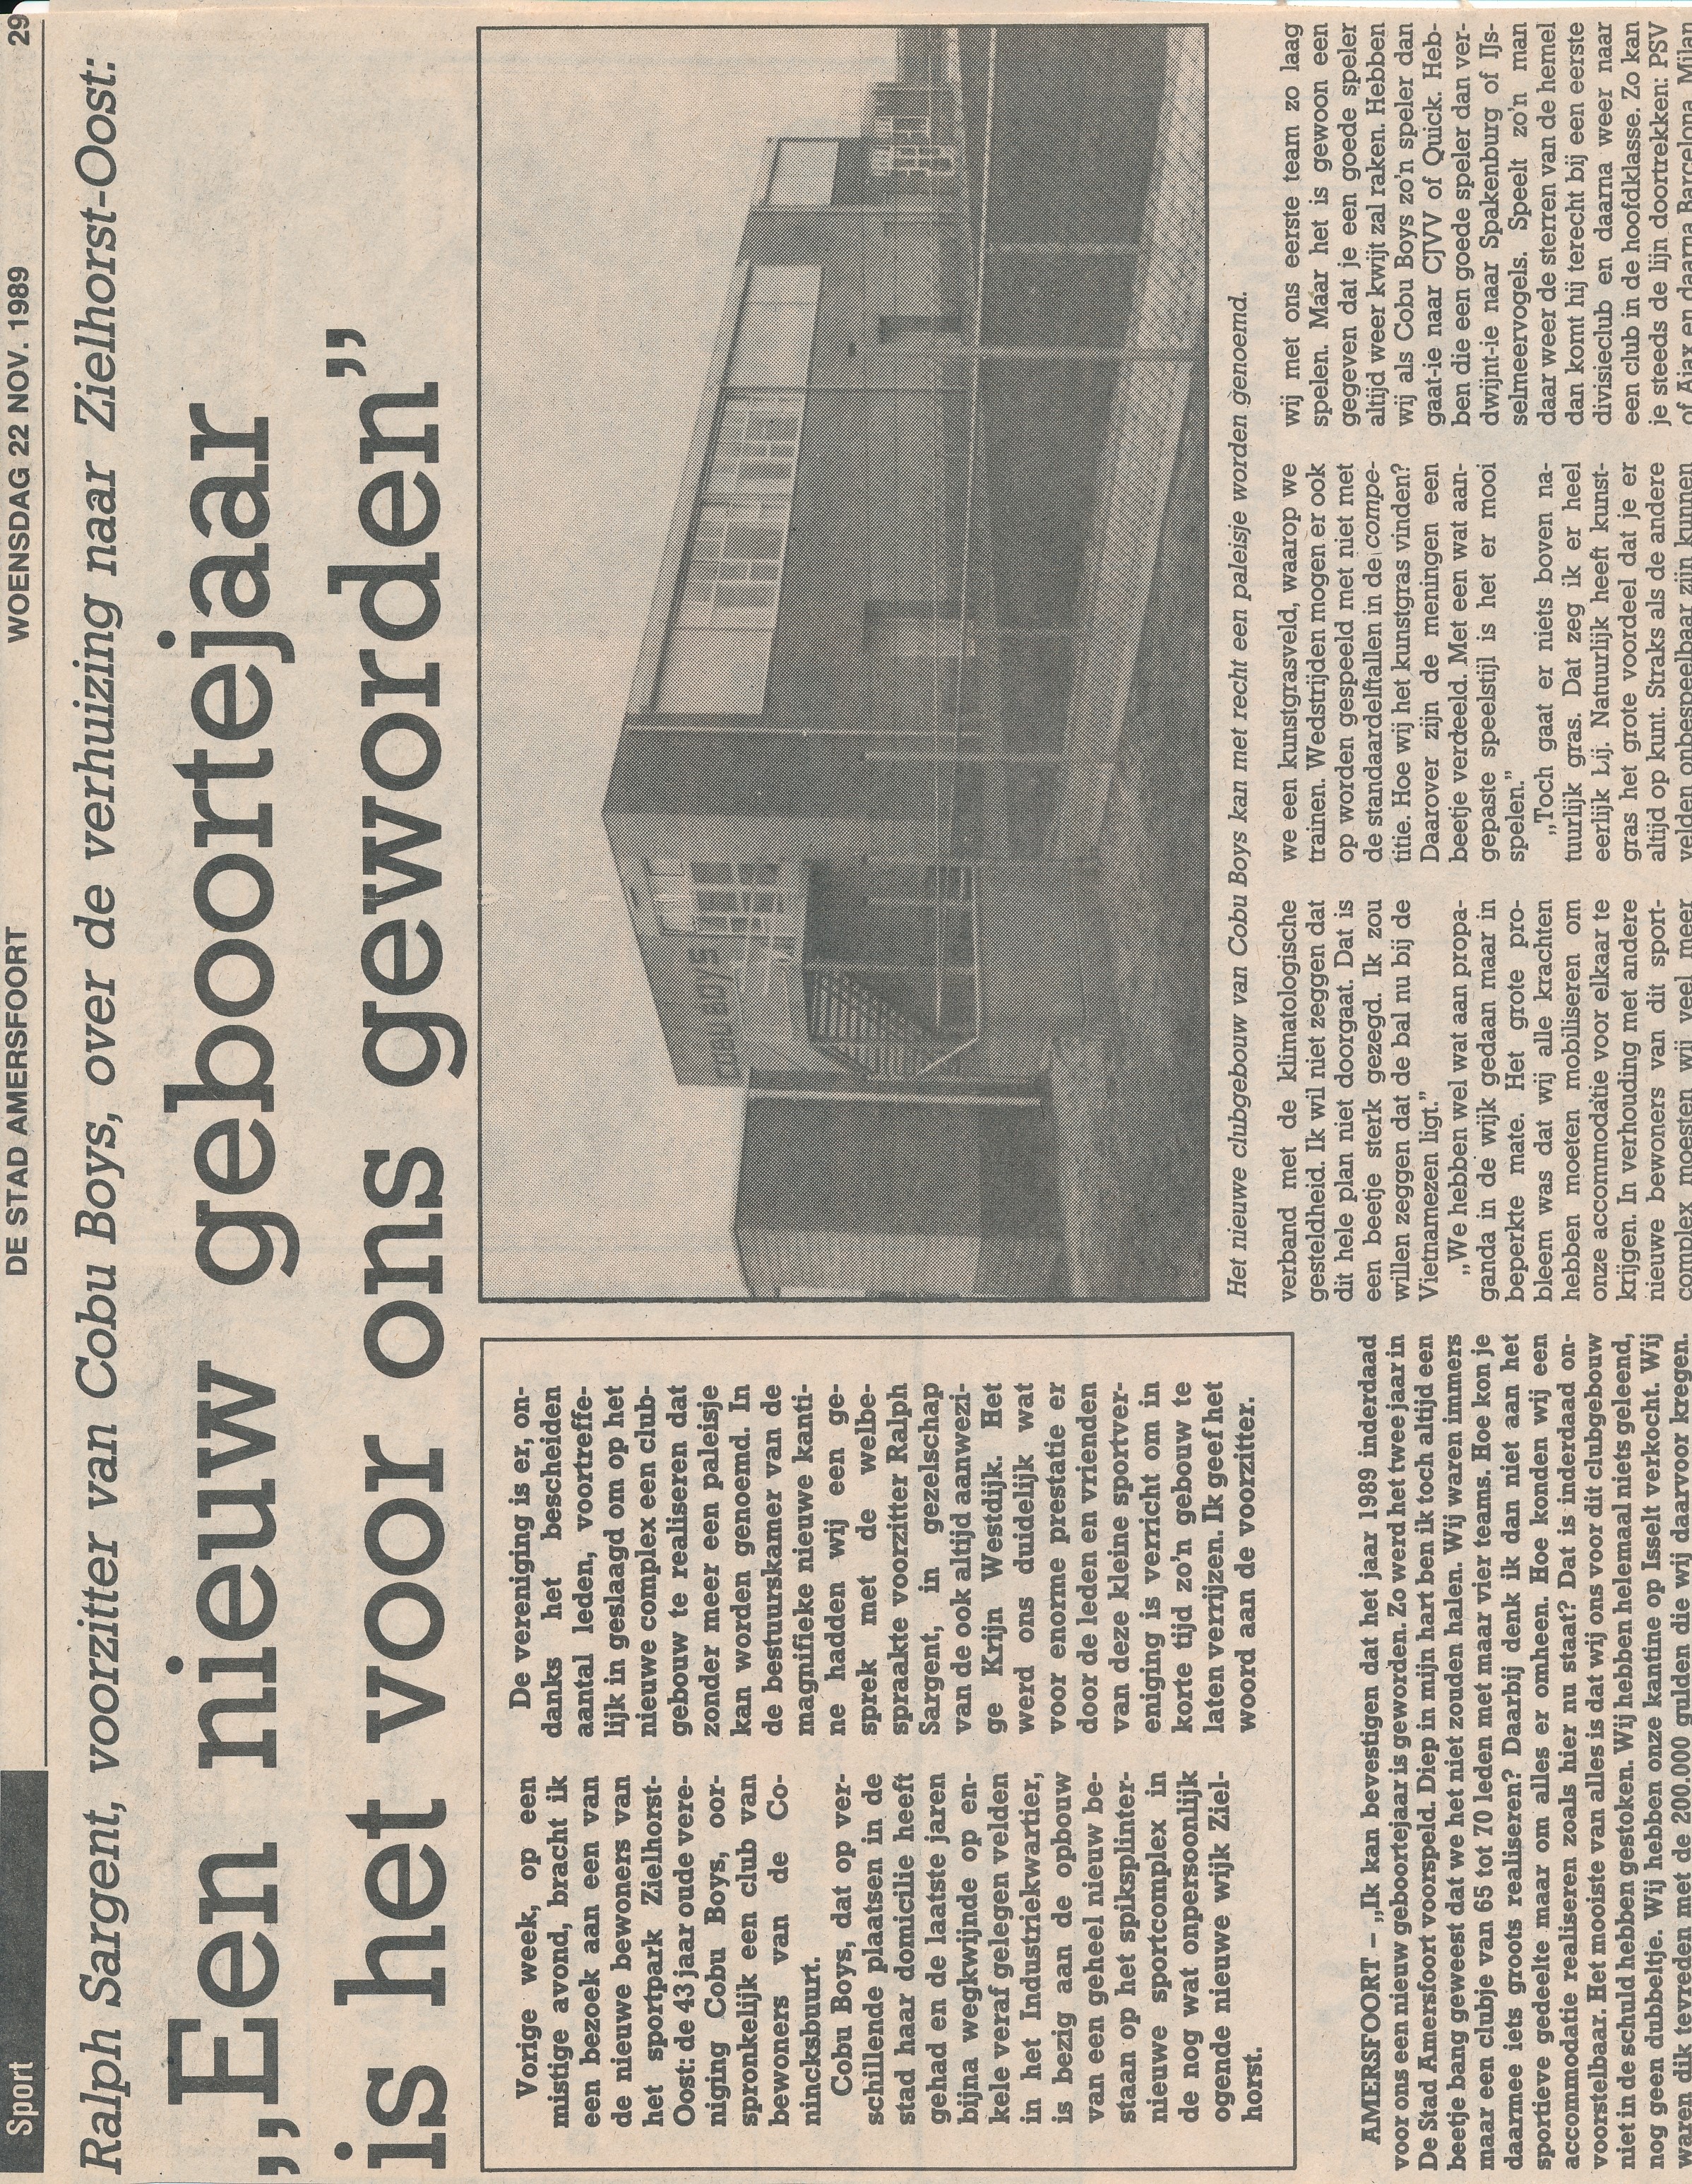 Sport
DE STAD AMERSFOORT
WOENSDAG 22 NOV. 1989
29
Ralph Sargent, voorzitter van Cobu Boys, over de verhuizing naar Zielhorst-Oost:
„Een nieuw geboortejaar
is het voor ons geworden”
Vorige week, op een
mistige avond, bracht ik
een bezoek aan een van
de nieuwe bewoners van
het sportpark Zielhorst-
Oost: de 43 jaar oude vere-
niging Cobu Boys, oor-
spronkelijk een club van
bewoners van de Co-
nincksbuurt.
Cobu Boys, dat op ver-
schillende plaatsen in de
stad haar domicilie heeft
gehad en de laatste jaren
bijna wegkwijnde op en-
kele veraf gelegen velden
in het Industriekwartier,
is bezig aan de opbouw
van een geheel nieuw be-
staan op het spiksplinter-
nieuwe sportcomplex in
de nog wat onpersoonlijk
ogende nieuwe wijk Ziel-
horst.
De vereniging is er, on-
danks het bescheiden
aantal leden, voortreffe-
lijk in geslaagd om op het
nieuwe complex een club-
gebouw te realiseren dat
zonder meer een paleisje
kan worden genoemd. In
de bestuurskamer van de
magnifieke nieuwe kanti-
ne hadden wij een ge-
sprek met de welbe-
spraakte voorzitter Ralph
Sargent, in gezelschap
van de ook altijd aanwezi-
ge Krijn Westdijk. Het
werd ons duidelijk wat
voor enorme prestatie er
door de leden en vrienden
van deze kleine sportver-
eniging is verricht om in
korte tijd zo'n gebouw te
laten verrijzen. Ik geef het
woord aan de voorzitter.
COBU BOYS
Het nieuwe clubgebouw van Cobu Boys kan met recht een paleisje worden genoemd.
AMERSFOORT – „Ik kan bevestigen dat het jaar 1989 inderdaad
voor ons een nieuw geboortejaar is geworden. Zo werd het twee jaar in
De Stad Amersfoort voorspeld. Diep in mijn hart ben ik toch altijd een
beetje bang geweest dat we het niet zouden halen. Wij waren immers
maar een clubje van 65 tot 70 leden met maar vier teams. Hoe kon je
daarmee iets groots realiseren? Daarbij denk ik dan niet aan het
sportieve gedeelte maar om alles er omheen. Hoe konden wij een
accommodatie realiseren zoals hier nu staat? Dat is inderdaad on-
voorstelbaar. Het mooiste van alles is dat wij ons voor dit clubgebouw
niet in de schuld hebben gestoken. Wij hebben helemaal niets geleend,
nog geen dubbeltje. Wij hebben onze kantine op Isselt verkocht. Wij
waren dik tevreden met de 200.000 gulden die wij daarvoor kregen.
verband met de klimatologische
gesteldheid. Ik wil niet zeggen dat
dit hele plan niet doorgaat. Dat is
een beetje sterk gezegd. Ik zou
willen zeggen dat de bal nu bij de
Vietnamezen ligt.”
„We hebben wel wat aan propa-
ganda in de wijk gedaan maar in
beperkte mate. Het grote pro-
bleem was dat wij alle krachten
hebben moeten mobiliseren om
onze accommodatie voor elkaar te
krijgen. In verhouding met andere
nieuwe bewoners van dit sport-
complex moesten wij veel meer
we een kunstgrasveld, waarop we
trainen. Wedstrijden mogen er ook
op worden gespeeld met niet met
de standaardelftallen in de compe-
titie. Hoe wij het kunstgras vinden?
Daarover zijn de meningen een
beetje verdeeld. Met een wat aan-
gepaste speelstijl is het er mooi
spelen.”
„Toch gaat er niets boven na-
tuurlijk gras. Dat zeg ik er heel
eerlijk Lij. Natuurlijk heeft kunst-
gras het grote voordeel dat je er
altijd op kunt. Straks als de andere
velden onbespeelbaar zijn kunnen
wij met ons eerste team zo laag
spelen. Maar het is gewoon een
gegeven dat je een goede speler
altijd weer kwijt zal raken. Hebben
wij als Cobu Boys zo'n speler dan
gaat-ie naar CJVV of Quick. Heb-
ben die een goede speler dan ver-
dwijnt-ie naar Spakenburg of IJs-
selmeervogels. Speelt zo'n man
daar weer de sterren van de hemel
dan komt hij terecht bij een eerste
divisieclub en daarna weer naar
een club in de hoofdklasse. Zo kan
je steeds de lijn doortrekken: PSV
of Ajax en daarna Barcelona, Milan